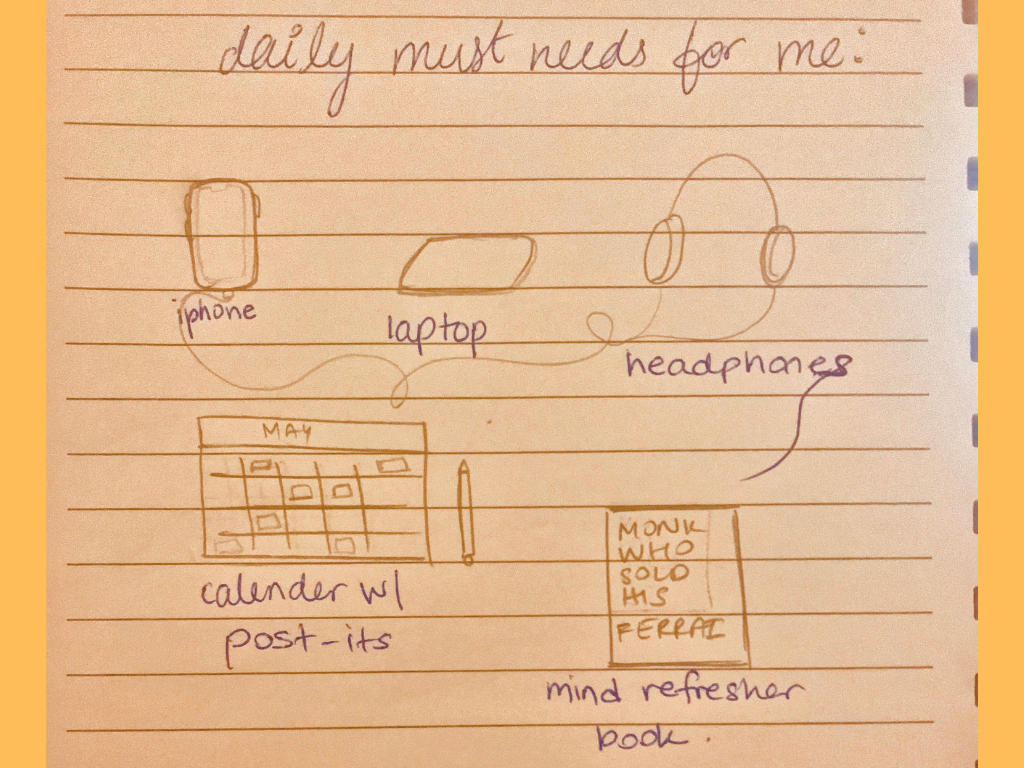 daily must needs for me:
iphone
laptop
headphones
MAY
calender w/
post-its
MONK
WHO
SOLD
HIS
FERRAI
mind refresher
book.